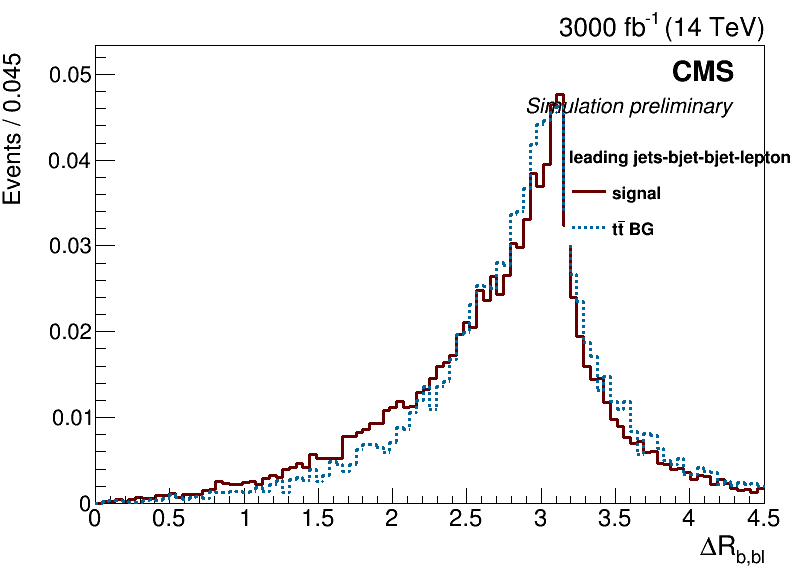 3000 fb-1 (14 TeV)
CMS
Simulation preliminary
leading jets-bjet-bjet-lepton
signal
tt̄ BG
Events / 0.045
0.05
0.04
0.03
0.02
0.01
0
0 0.5 1 1.5 2 2.5 3 3.5 4 4.5
ΔRb,bl